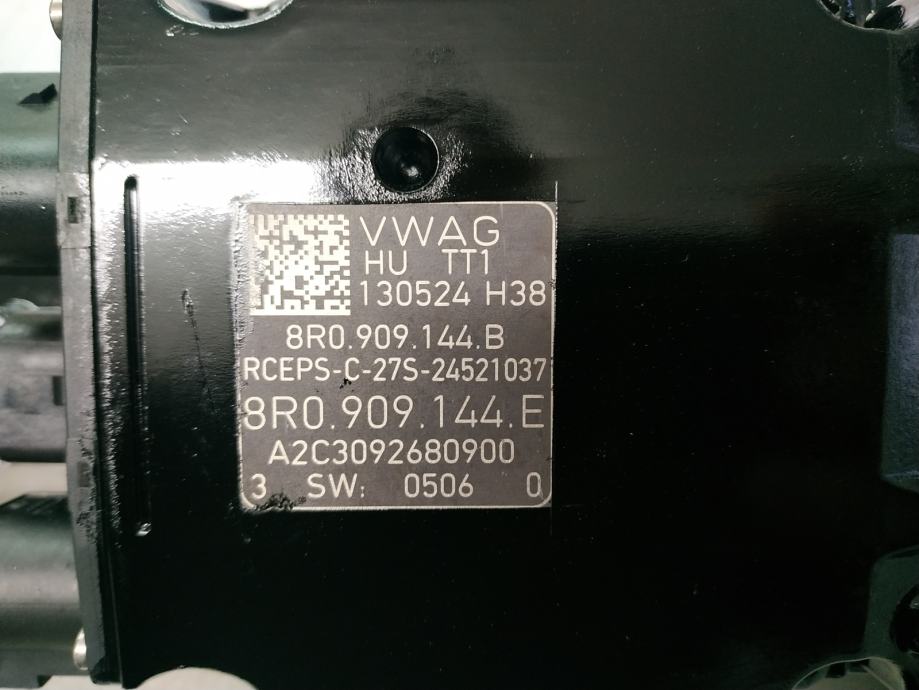 VWAG
HU TT1
130524 H38
8R0.909.144.B
RCEPS-C-27S-24521037
8R0.909.144.E
A2C3092680900
3 SW: 0506 0